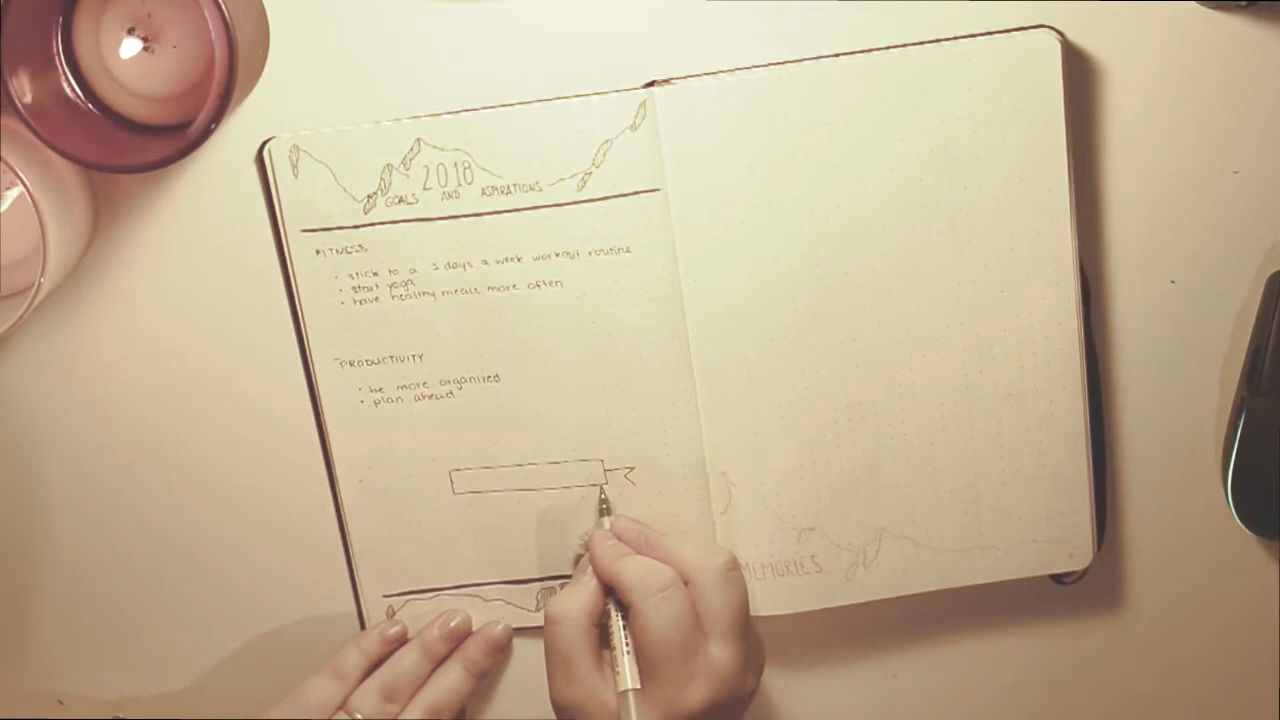 2018
GOALS AND ASPIRATIONS
FITNESS
• stick to a 3 days a week workout routine
• start yoga
• have healthy meals more often
PRODUCTIVITY
• be more organized
• plan ahead
MEMORIES